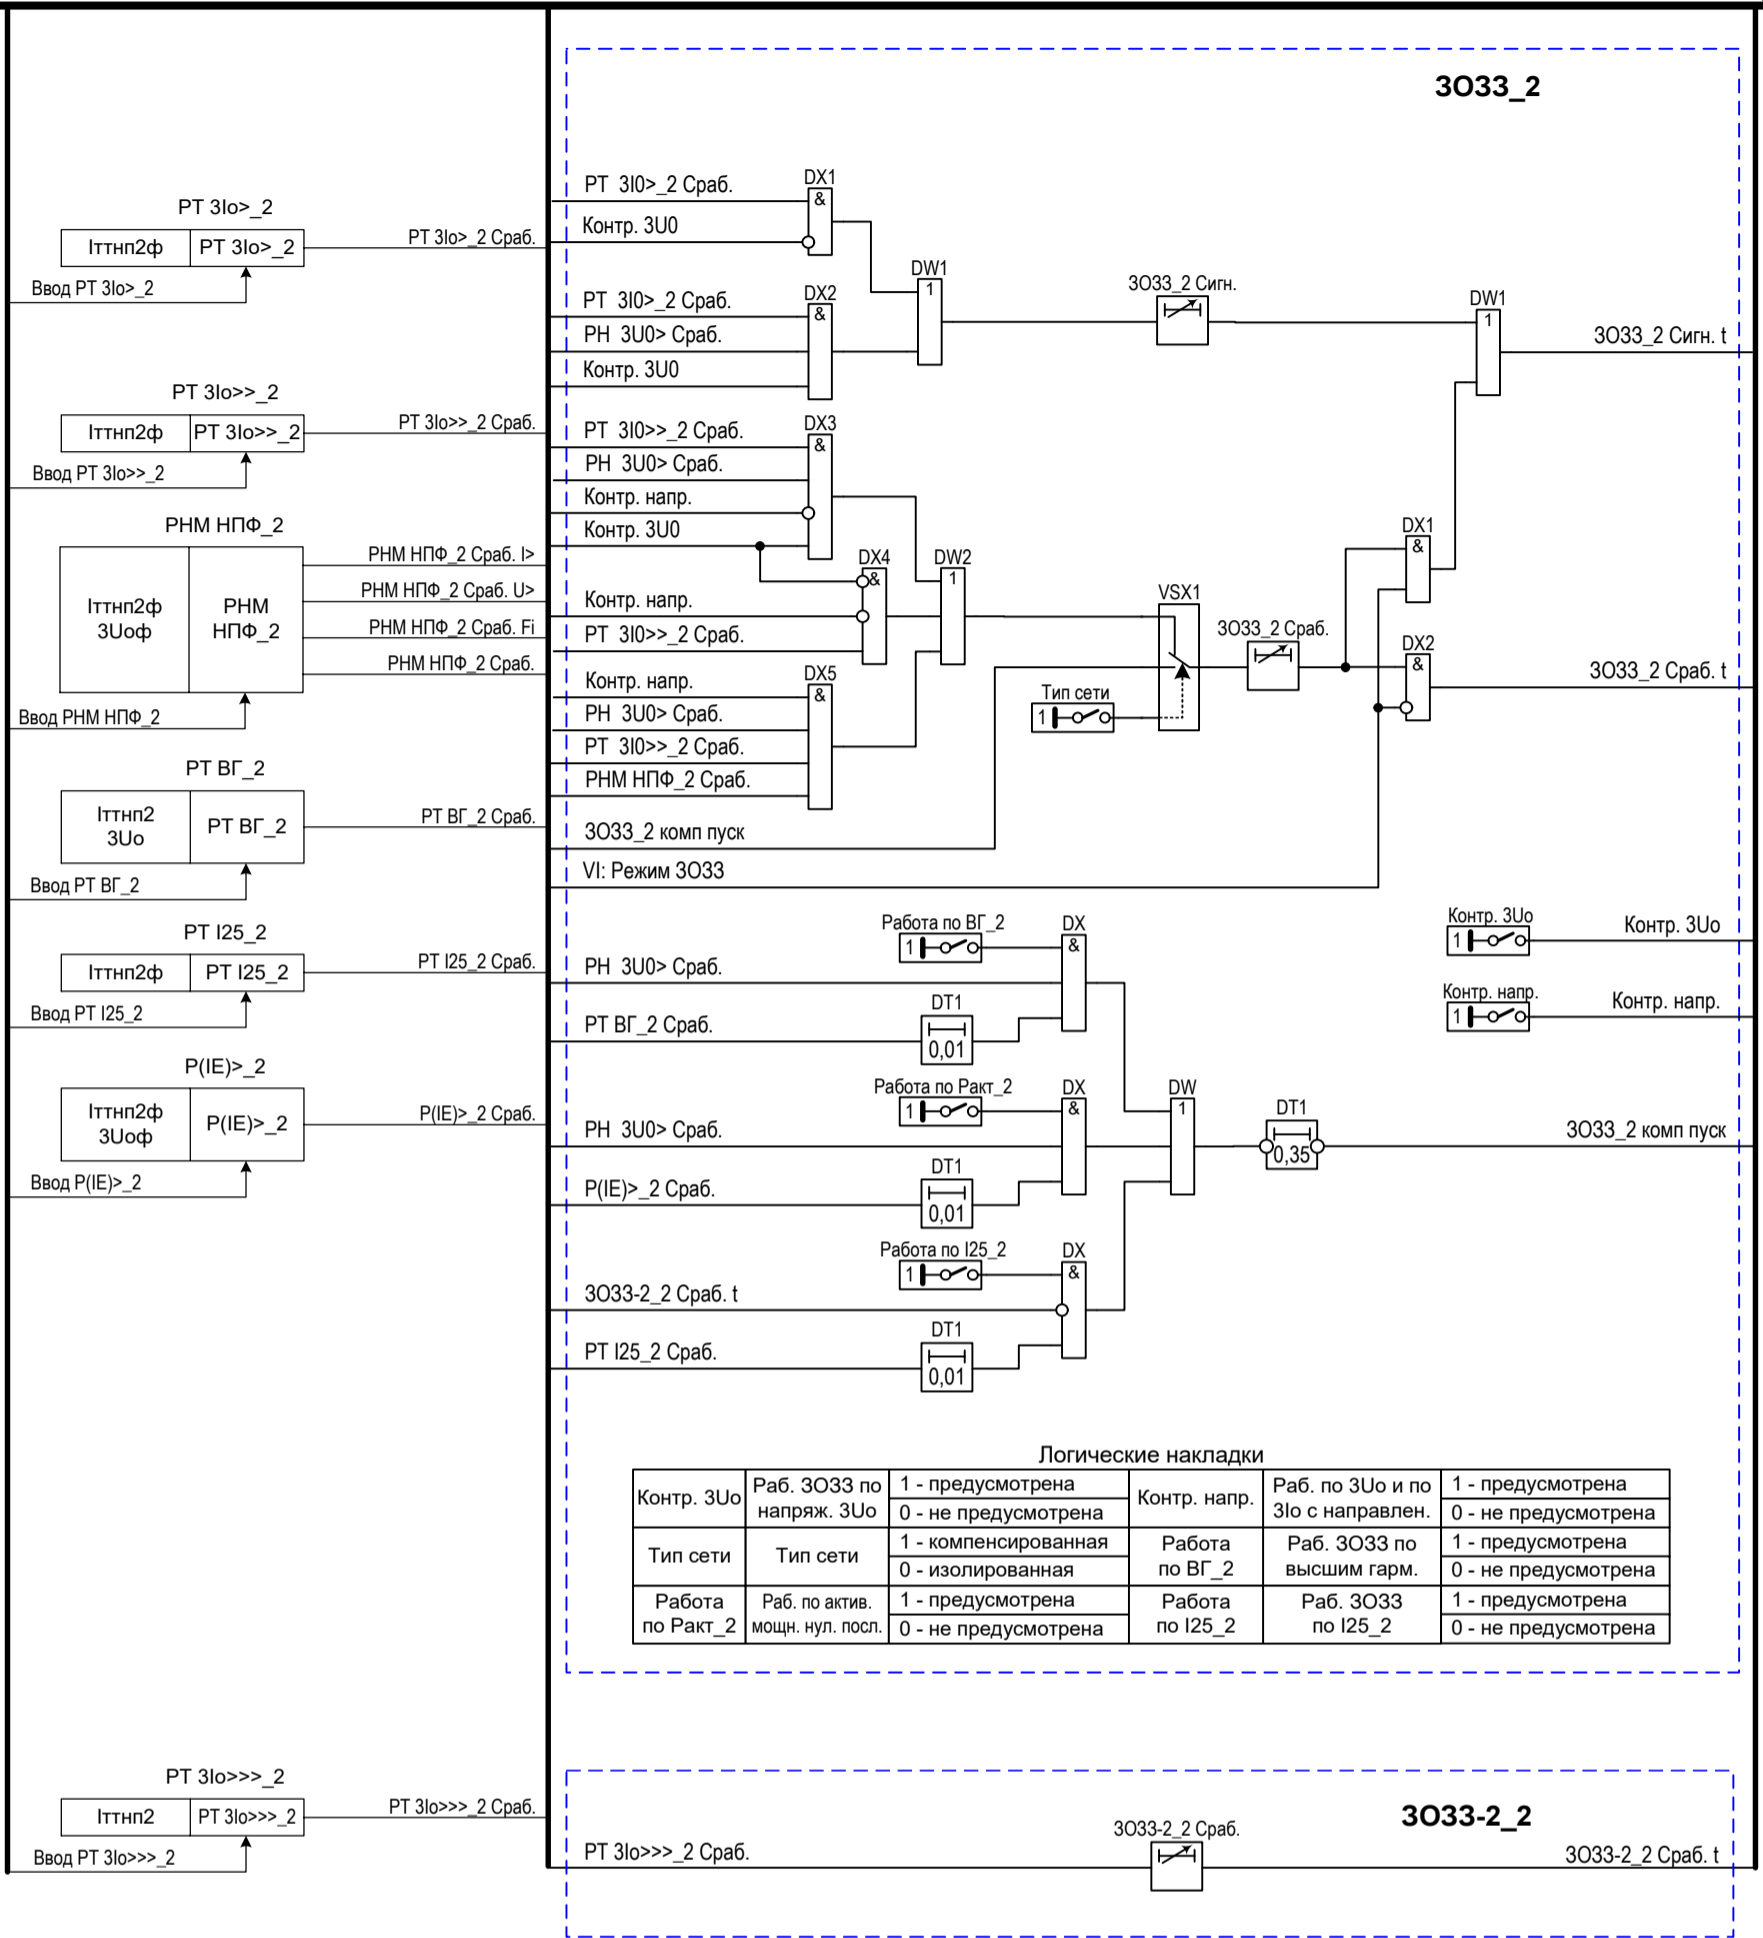 ЗОЗЗ_2
РТ 3Iо>_2
Iттнп2ф
РТ 3Iо>_2
РТ 3Iо>_2 Сраб.
Ввод РТ 3Iо>_2
РТ 3Iо>>_2
Iттнп2ф
РТ 3Iо>>_2
РТ 3Iо>>_2 Сраб.
Ввод РТ 3Iо>>_2
РНМ НПФ_2
Iттнп2ф
3Uоф
РНМ
НПФ_2
РНМ НПФ_2 Сраб. I>
РНМ НПФ_2 Сраб. U>
РНМ НПФ_2 Сраб. Fi
РНМ НПФ_2 Сраб.
Ввод РНМ НПФ_2
РТ ВГ_2
Iттнп2
3Uо
РТ ВГ_2
РТ ВГ_2 Сраб.
Ввод РТ ВГ_2
РТ I25_2
Iттнп2ф
РТ I25_2
РТ I25_2 Сраб.
Ввод РТ I25_2
P(IE)>_2
Iттнп2ф
3Uоф
P(IE)>_2
P(IE)>_2 Сраб.
Ввод P(IE)>_2
РТ 3Iо>>>_2
Iттнп2
РТ 3Iо>>>_2
РТ 3Iо>>>_2 Сраб.
Ввод РТ 3Iо>>>_2
РТ 3I0>_2 Сраб.
Контр. 3U0
DX1
&
РТ 3I0>_2 Сраб.
РН 3U0> Сраб.
Контр. 3U0
DX2
&
DW1
1
ЗОЗЗ_2 Сигн.
DW1
1
ЗОЗЗ_2 Сигн. t
РТ 3I0>>_2 Сраб.
РН 3U0> Сраб.
Контр. напр.
Контр. 3U0
DX3
&
Контр. напр.
РТ 3I0>>_2 Сраб.
DX4
&
DW2
1
Контр. напр.
РН 3U0> Сраб.
РТ 3I0>>_2 Сраб.
РНМ НПФ_2 Сраб.
DX5
&
ЗОЗЗ_2 комп пуск
VI: Режим ЗОЗЗ
Тип сети
1
VSX1
ЗОЗЗ_2 Сраб.
DX1
&
DX2
&
ЗОЗЗ_2 Сраб. t
Работа по ВГ_2
1
РН 3U0> Сраб.
РТ ВГ_2 Сраб.
DT1
0,01
DX
&
Контр. 3Uо
1
Контр. 3Uо
Контр. напр.
1
Контр. напр.
Работа по Ракт_2
1
РН 3U0> Сраб.
P(IE)>_2 Сраб.
DT1
0,01
DX
&
DW
1
DT1
0,35
ЗОЗЗ_2 комп пуск
Работа по I25_2
1
ЗОЗЗ-2_2 Сраб. t
РТ I25_2 Сраб.
DT1
0,01
DX
&
Логические накладки
Контр. 3Uо
Раб. ЗОЗЗ по
напряж. 3Uо
1 - предусмотрена
0 - не предусмотрена
Контр. напр.
Раб. по 3Uо и по
3Iо с направлен.
1 - предусмотрена
0 - не предусмотрена
Тип сети
Тип сети
1 - компенсированная
0 - изолированная
Работа
по ВГ_2
Раб. ЗОЗЗ по
высшим гарм.
1 - предусмотрена
0 - не предусмотрена
Работа
по Ракт_2
Раб. по актив.
мощн. нул. посл.
1 - предусмотрена
0 - не предусмотрена
Работа
по I25_2
Раб. ЗОЗЗ
по I25_2
1 - предусмотрена
0 - не предусмотрена
ЗОЗЗ-2_2
РТ 3Iо>>>_2 Сраб.
ЗОЗЗ-2_2 Сраб.
ЗОЗЗ-2_2 Сраб. t